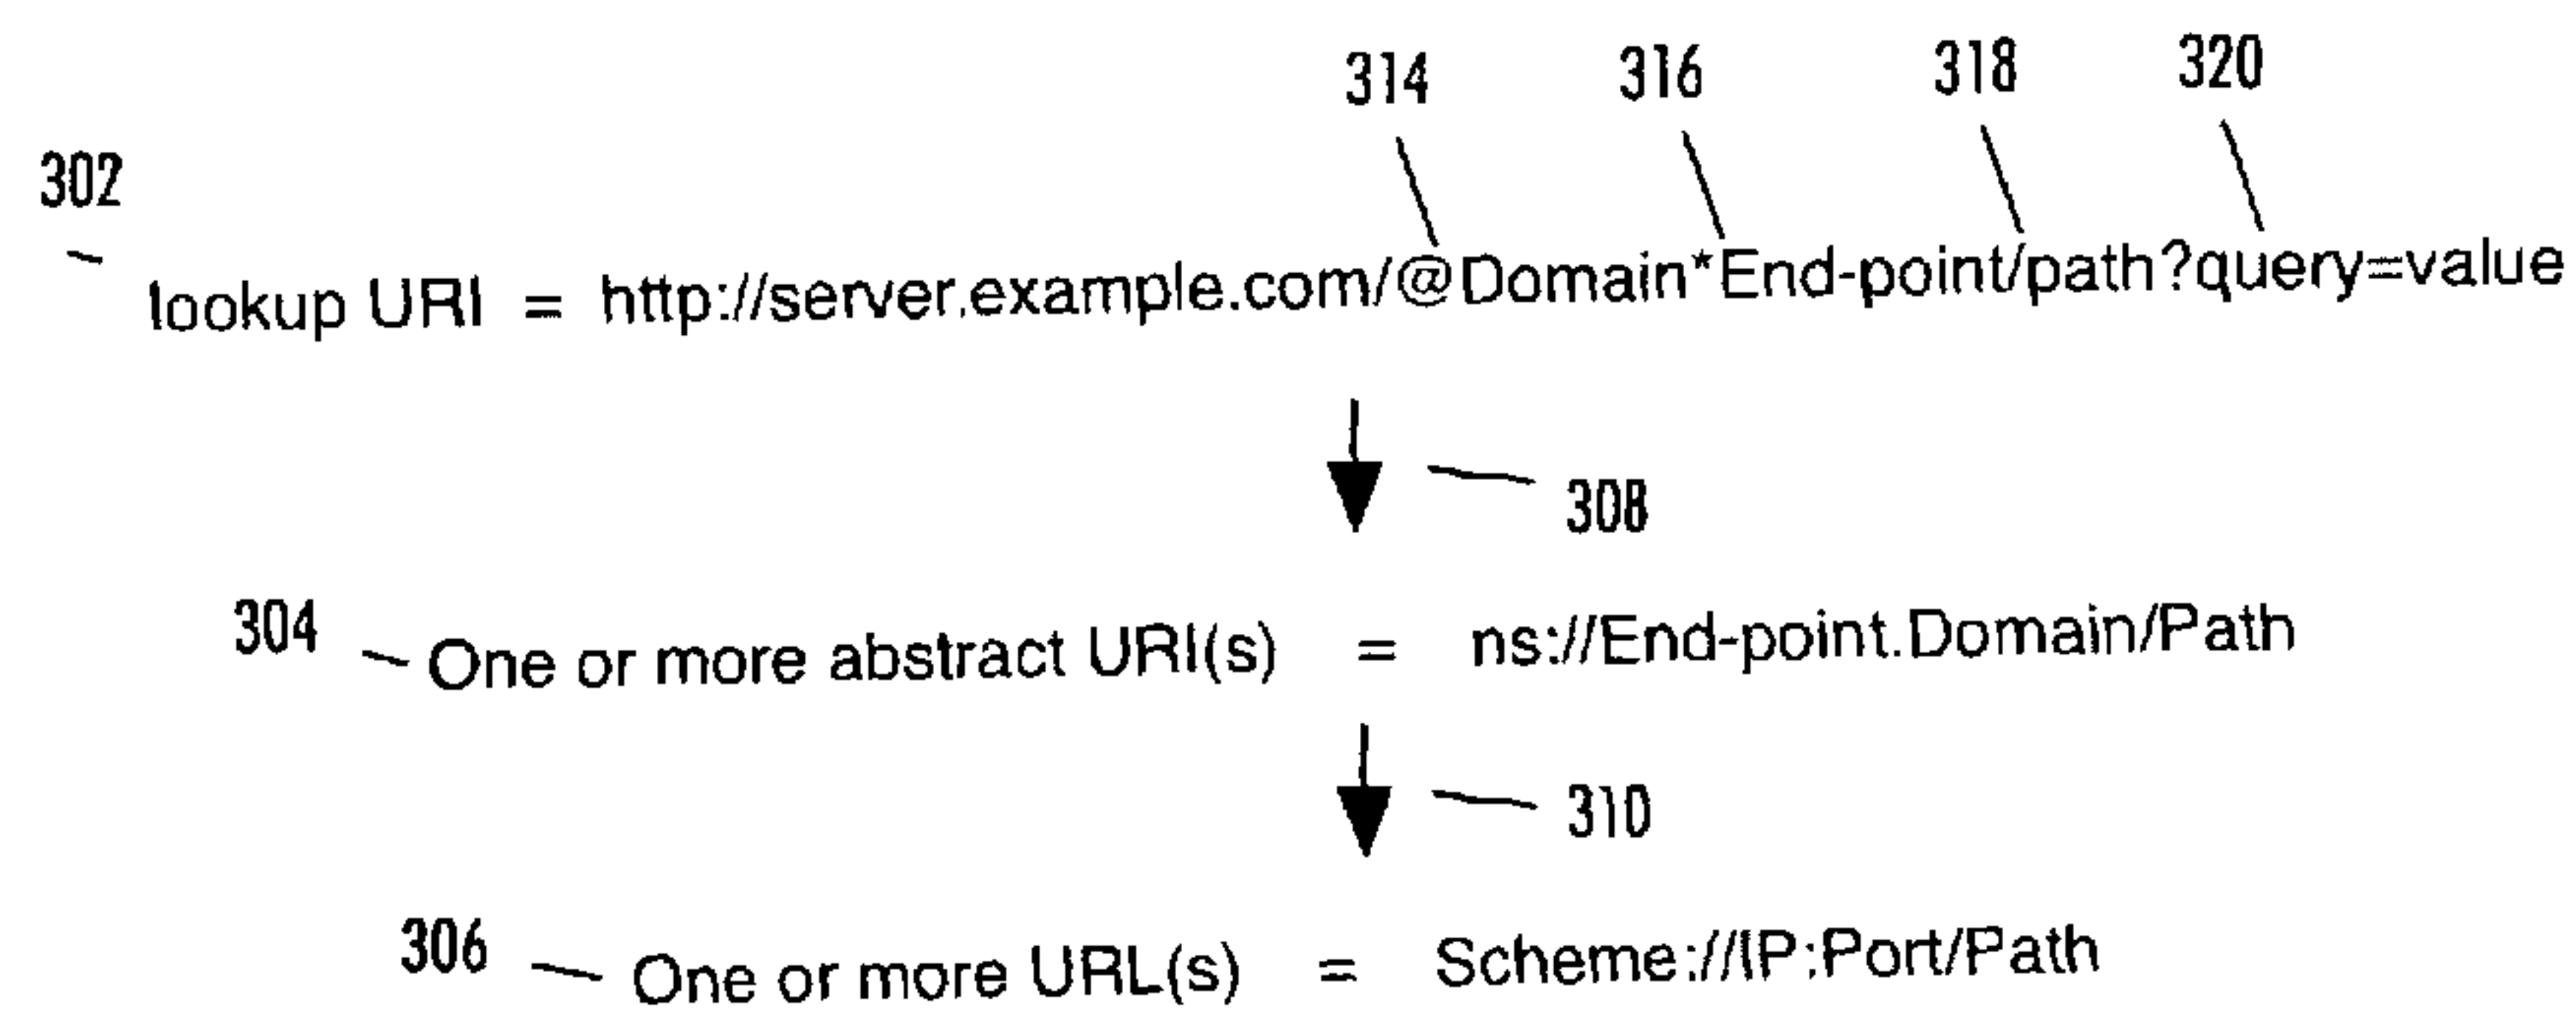 314 316 318 320
302
lookup URI = http://server.example.com/@Domain*End-point/path?query=value
308
304 One or more abstract URI(s) = ns://End-point.Domain/Path
310
306 One or more URL(s) = Scheme://IP:Port/Path